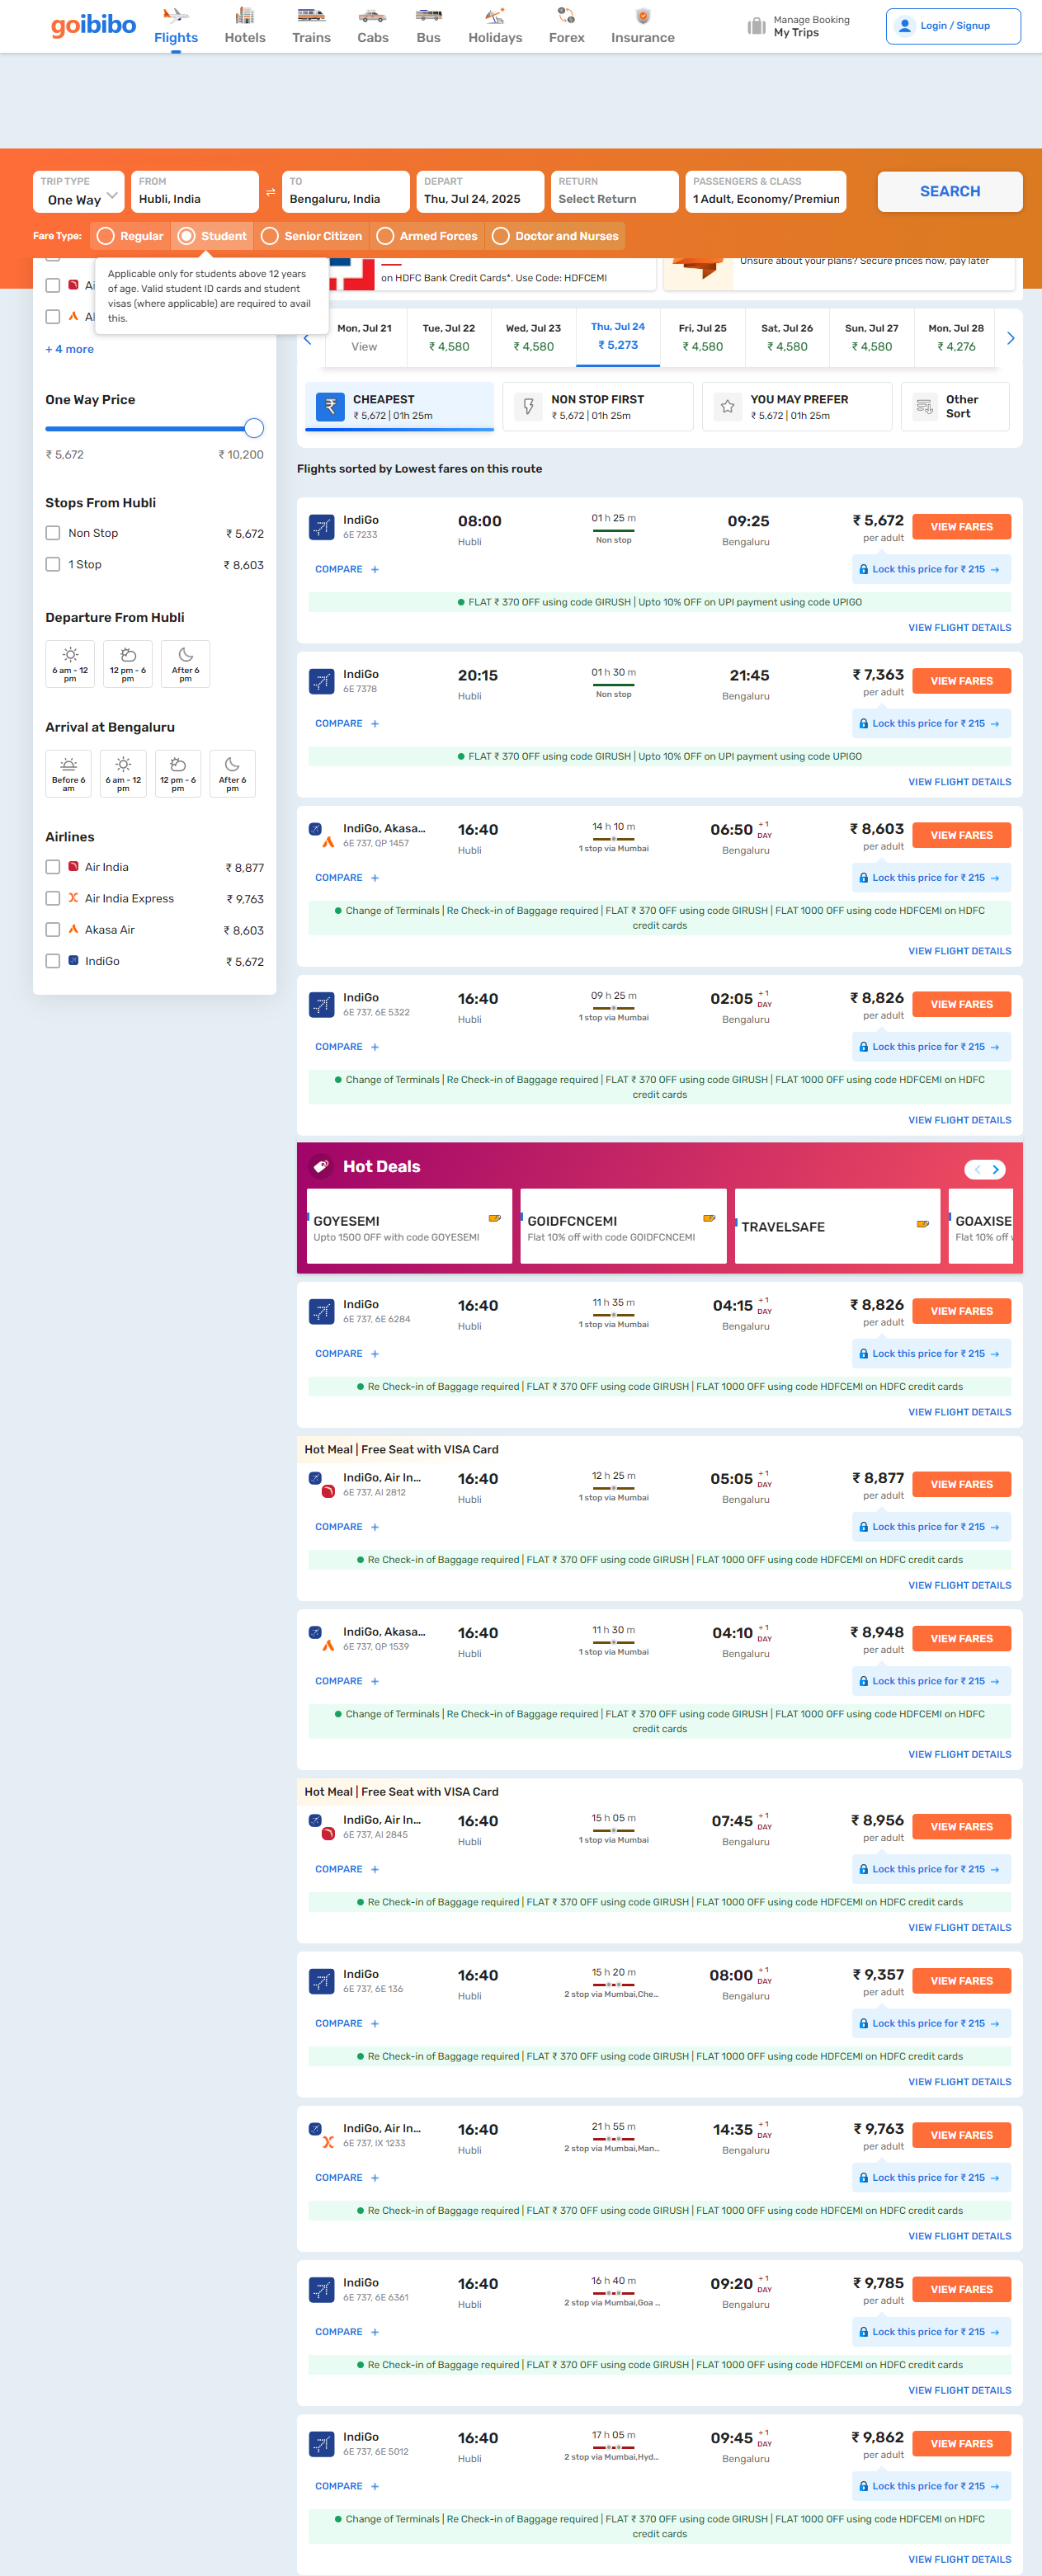 goibibo
Flights
Hotels
Trains
Cabs
Bus
Holidays
Forex
Insurance
Manage Booking
My Trips
Login / Signup
TRIP TYPE
One Way
FROM
Hubli, India
TO
Bengaluru, India
DEPART
Thu, Jul 24, 2025
RETURN
Select Return
PASSENGERS & CLASS
1 Adult, Economy/Premiun
SEARCH
Fare Type:
Regular
Student
Senior Citizen
Armed Forces
Doctor and Nurses
Applicable only for students above 12 years
of age. Valid student ID cards and student
visas (where applicable) are required to avail
this.
on HDFC Bank Credit Cards*. Use Code: HDFCEMI
Unsure about your plans? Secure prices now, pay later
+ 4 more
One Way Price
₹ 5,672
₹ 10,200
Stops From Hubli
Non Stop ₹ 5,672
1 Stop ₹ 8,603
Departure From Hubli
6 am - 12 pm
12 pm - 6 pm
After 6 pm
Arrival at Bengaluru
Before 6 am
6 am - 12 pm
12 pm - 6 pm
After 6 pm
Airlines
Air India ₹ 8,877
Air India Express ₹ 9,763
Akasa Air ₹ 8,603
IndiGo ₹ 5,672
Mon, Jul 21
View
Tue, Jul 22
₹ 4,580
Wed, Jul 23
₹ 4,580
Thu, Jul 24
₹ 5,273
Fri, Jul 25
₹ 4,580
Sat, Jul 26
₹ 4,580
Sun, Jul 27
₹ 4,580
Mon, Jul 28
₹ 4,276
CHEAPEST
₹ 5,672 | 01h 25m
NON STOP FIRST
₹ 5,672 | 01h 25m
YOU MAY PREFER
₹ 5,672 | 01h 25m
Other
Sort
Flights sorted by Lowest fares on this route
IndiGo 08:00 01 h 25 m 09:25 ₹ 5,672 VIEW FARES
6E 7233 Hubli Non stop Bengaluru per adult
COMPARE + Lock this price for ₹ 215 →
FLAT ₹ 370 OFF using code GIRUSH | Upto 10% OFF on UPI payment using code UPIGO
VIEW FLIGHT DETAILS
IndiGo 20:15 01 h 30 m 21:45 ₹ 7,363 VIEW FARES
6E 7378 Hubli Non stop Bengaluru per adult
COMPARE + Lock this price for ₹ 215 →
FLAT ₹ 370 OFF using code GIRUSH | Upto 10% OFF on UPI payment using code UPIGO
VIEW FLIGHT DETAILS
IndiGo, Akasa... 16:40 14 h 10 m 06:50 +1 DAY ₹ 8,603 VIEW FARES
6E 737, QP 1457 Hubli 1 stop via Mumbai Bengaluru per adult
COMPARE + Lock this price for ₹ 215 →
Change of Terminals | Re Check-in of Baggage required | FLAT ₹ 370 OFF using code GIRUSH | FLAT 1000 OFF using code HDFCEMI on HDFC
credit cards
VIEW FLIGHT DETAILS
IndiGo 16:40 09 h 25 m 02:05 +1 DAY ₹ 8,826 VIEW FARES
6E 737, 6E 5322 Hubli 1 stop via Mumbai Bengaluru per adult
COMPARE + Lock this price for ₹ 215 →
Change of Terminals | Re Check-in of Baggage required | FLAT ₹ 370 OFF using code GIRUSH | FLAT 1000 OFF using code HDFCEMI on HDFC
credit cards
VIEW FLIGHT DETAILS
Hot Deals
GOYESEMI
Upto 1500 OFF with code GOYESEMI
GOIDFCNCEMI
Flat 10% off with code GOIDFCNCEMI
TRAVELSAFE
GOAXISE
Flat 10% off
IndiGo 16:40 11 h 35 m 04:15 +1 DAY ₹ 8,826 VIEW FARES
6E 737, 6E 6284 Hubli 1 stop via Mumbai Bengaluru per adult
COMPARE + Lock this price for ₹ 215 →
Re Check-in of Baggage required | FLAT ₹ 370 OFF using code GIRUSH | FLAT 1000 OFF using code HDFCEMI on HDFC credit cards
VIEW FLIGHT DETAILS
Hot Meal | Free Seat with VISA Card
IndiGo, Air In... 16:40 12 h 25 m 05:05 +1 DAY ₹ 8,877 VIEW FARES
6E 737, AI 2812 Hubli 1 stop via Mumbai Bengaluru per adult
COMPARE + Lock this price for ₹ 215 →
Re Check-in of Baggage required | FLAT ₹ 370 OFF using code GIRUSH | FLAT 1000 OFF using code HDFCEMI on HDFC credit cards
VIEW FLIGHT DETAILS
IndiGo, Akasa... 16:40 11 h 30 m 04:10 +1 DAY ₹ 8,948 VIEW FARES
6E 737, QP 1539 Hubli 1 stop via Mumbai Bengaluru per adult
COMPARE + Lock this price for ₹ 215 →
Change of Terminals | Re Check-in of Baggage required | FLAT ₹ 370 OFF using code GIRUSH | FLAT 1000 OFF using code HDFCEMI on HDFC
credit cards
VIEW FLIGHT DETAILS
Hot Meal | Free Seat with VISA Card
IndiGo, Air In... 16:40 15 h 05 m 07:45 +1 DAY ₹ 8,956 VIEW FARES
6E 737, AI 2845 Hubli 1 stop via Mumbai Bengaluru per adult
COMPARE + Lock this price for ₹ 215 →
Re Check-in of Baggage required | FLAT ₹ 370 OFF using code GIRUSH | FLAT 1000 OFF using code HDFCEMI on HDFC credit cards
VIEW FLIGHT DETAILS
IndiGo 16:40 15 h 20 m 08:00 +1 DAY ₹ 9,357 VIEW FARES
6E 737, 6E 136 Hubli 2 stop via Mumbai,Che... Bengaluru per adult
COMPARE + Lock this price for ₹ 215 →
Re Check-in of Baggage required | FLAT ₹ 370 OFF using code GIRUSH | FLAT 1000 OFF using code HDFCEMI on HDFC credit cards
VIEW FLIGHT DETAILS
IndiGo, Air In... 16:40 21 h 55 m 14:35 +1 DAY ₹ 9,763 VIEW FARES
6E 737, IX 1233 Hubli 2 stop via Mumbai,Man... Bengaluru per adult
COMPARE + Lock this price for ₹ 215 →
Re Check-in of Baggage required | FLAT ₹ 370 OFF using code GIRUSH | FLAT 1000 OFF using code HDFCEMI on HDFC credit cards
VIEW FLIGHT DETAILS
IndiGo 16:40 16 h 40 m 09:20 +1 DAY ₹ 9,785 VIEW FARES
6E 737, 6E 6361 Hubli 2 stop via Mumbai,Goa ... Bengaluru per adult
COMPARE + Lock this price for ₹ 215 →
Re Check-in of Baggage required | FLAT ₹ 370 OFF using code GIRUSH | FLAT 1000 OFF using code HDFCEMI on HDFC credit cards
VIEW FLIGHT DETAILS
IndiGo 16:40 17 h 05 m 09:45 +1 DAY ₹ 9,862 VIEW FARES
6E 737, 6E 5012 Hubli 2 stop via Mumbai,Hyd... Bengaluru per adult
COMPARE + Lock this price for ₹ 215 →
Change of Terminals | Re Check-in of Baggage required | FLAT ₹ 370 OFF using code GIRUSH | FLAT 1000 OFF using code HDFCEMI on HDFC
credit cards
VIEW FLIGHT DETAILS